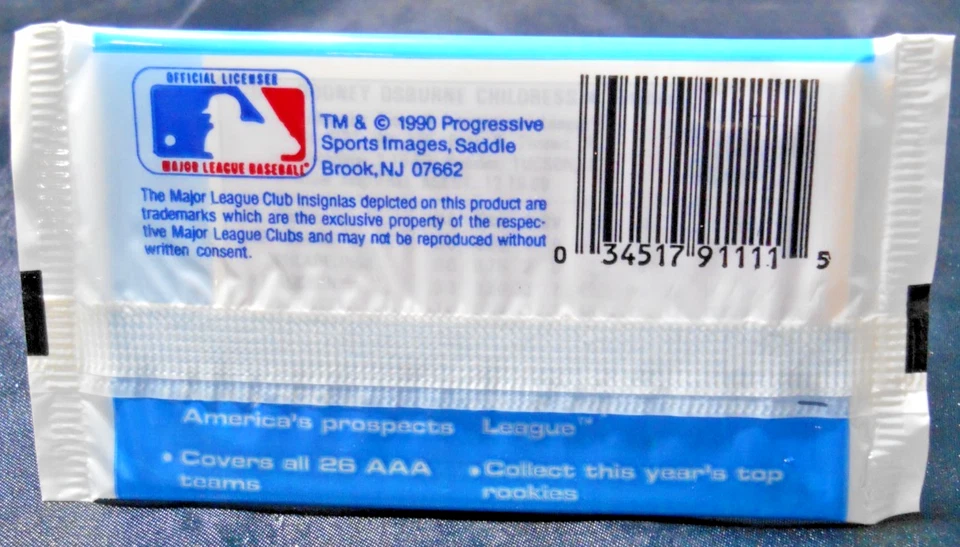 OFFICIAL LICENSEE
MAJOR LEAGUE BASEBALL®
TM & © 1990 Progressive
Sports Images, Saddle
Brook, NJ 07662
The Major League Club Insignias depicted on this product are
trademarks which are the exclusive property of the respec-
tive Major League Clubs and may not be reproduced without
written consent.
OSBURNE CHILDRESS
0 34517 91111 5
America's prospects League™
• Covers all 26 AAA • Collect this year's top
teams rookies